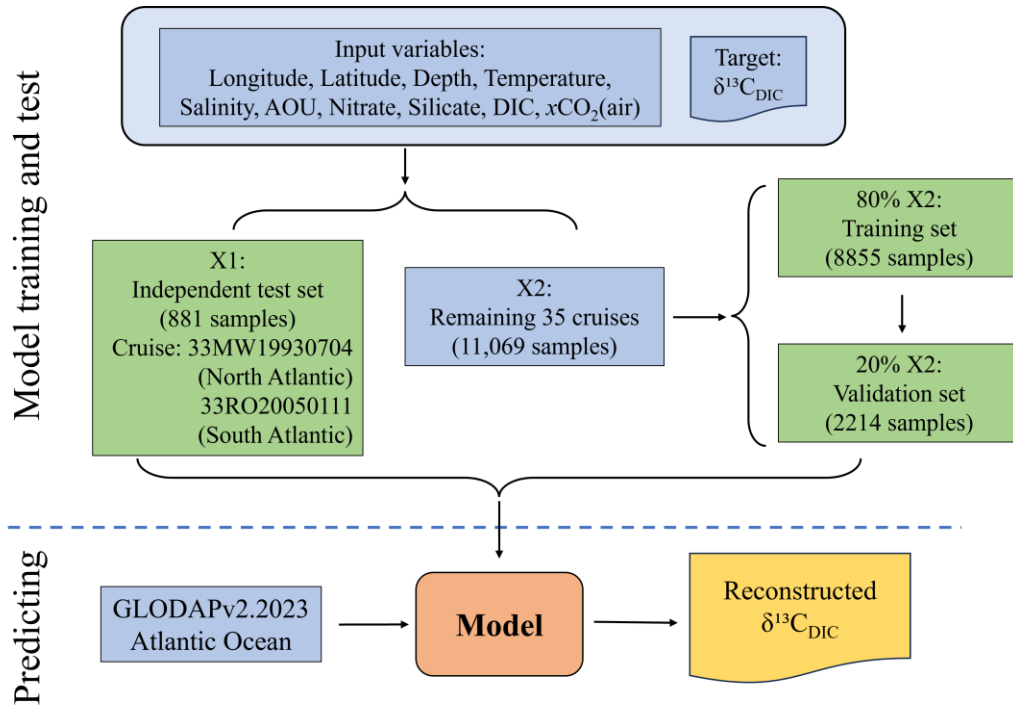 Model training and test
Input variables:
Longitude, Latitude, Depth, Temperature,
Salinity, AOU, Nitrate, Silicate, DIC, xCO₂(air)
Target:
δ¹³C_DIC
X1:
Independent test set
(881 samples)
Cruise: 33MW19930704
(North Atlantic)
33RO20050111
(South Atlantic)
X2:
Remaining 35 cruises
(11,069 samples)
80% X2:
Training set
(8855 samples)
20% X2:
Validation set
(2214 samples)
Predicting
GLODAPv2.2023
Atlantic Ocean
Model
Reconstructed
δ¹³C_DIC